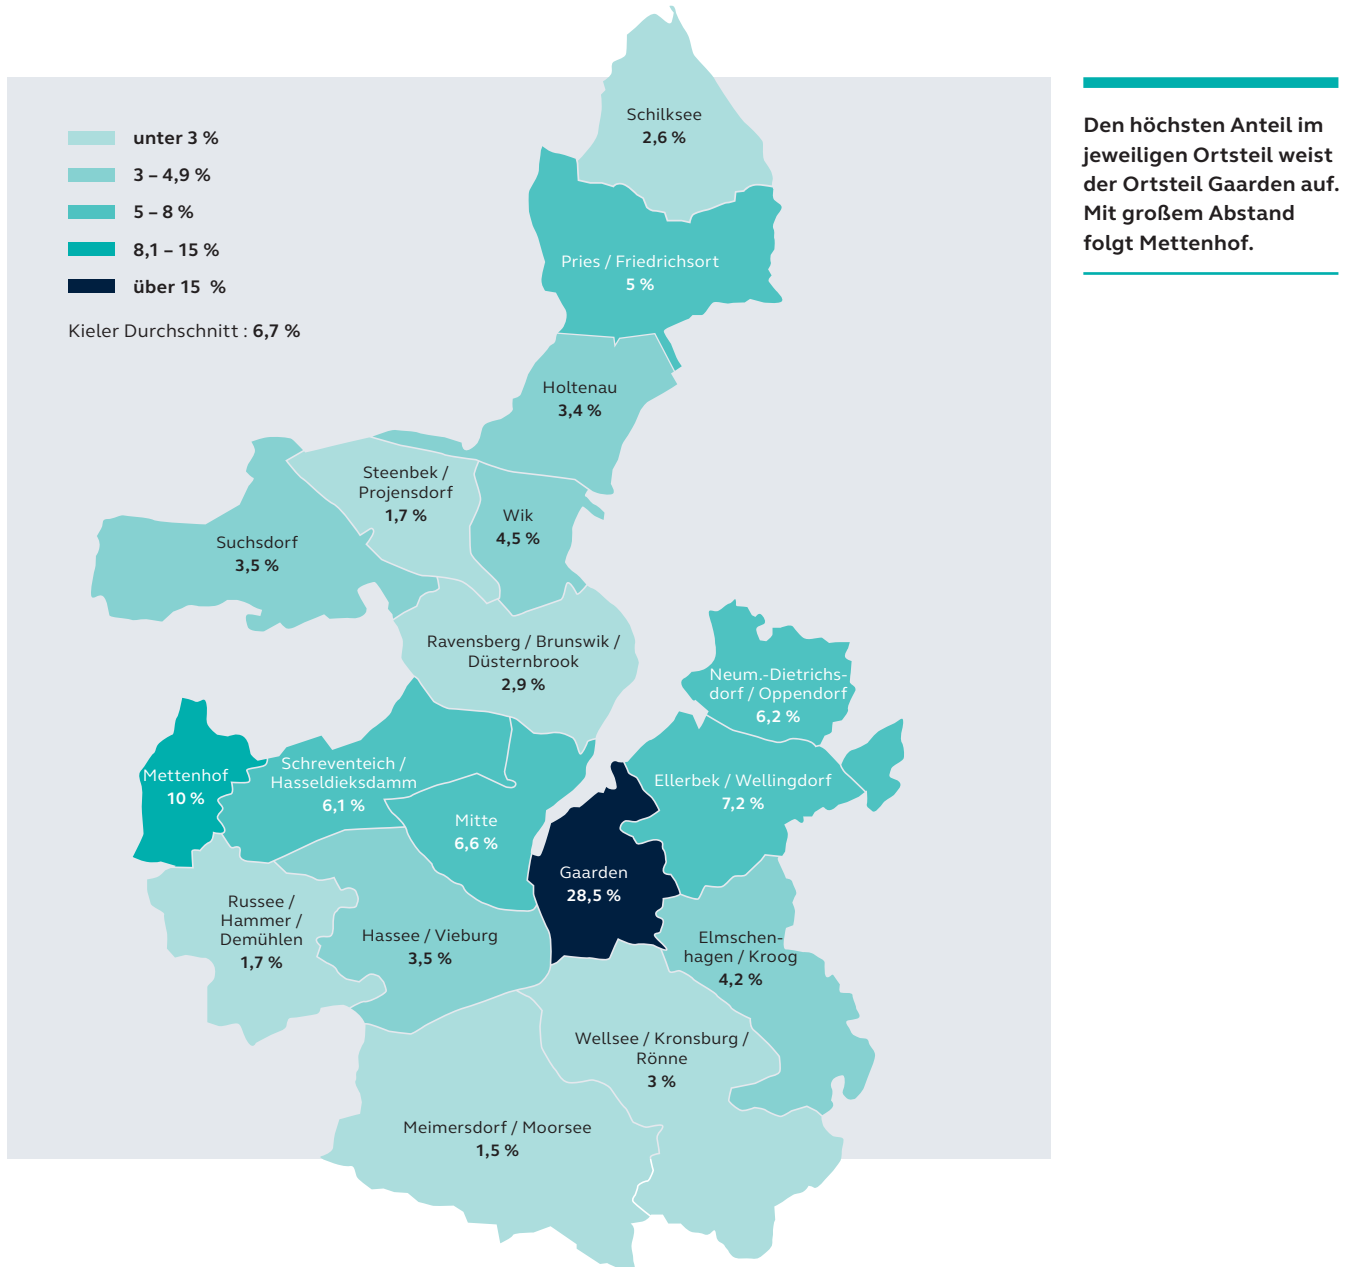 unter 3 %
3 – 4,9 %
5 – 8 %
8,1 – 15 %
über 15 %
Kieler Durchschnitt : 6,7 %
Den höchsten Anteil im
jeweiligen Ortsteil weist
der Ortsteil Gaarden auf.
Mit großem Abstand
folgt Mettenhof.
Schilksee
2,6 %
Pries / Friedrichsort
5 %
Holtenau
3,4 %
Steenbek /
Projensdorf
1,7 %
Wik
4,5 %
Suchsdorf
3,5 %
Ravensberg / Brunswik /
Düsternbrook
2,9 %
Neum.-Dietrichs-
dorf / Oppendorf
6,2 %
Mettenhof
10 %
Schreventeich /
Hasseldieksdamm
6,1 %
Ellerbek / Wellingdorf
7,2 %
Mitte
6,6 %
Gaarden
28,5 %
Russee /
Hammer /
Demühlen
1,7 %
Hassee / Vieburg
3,5 %
Elmschen-
hagen / Kroog
4,2 %
Wellsee / Kronsburg /
Rönne
3 %
Meimersdorf / Moorsee
1,5 %